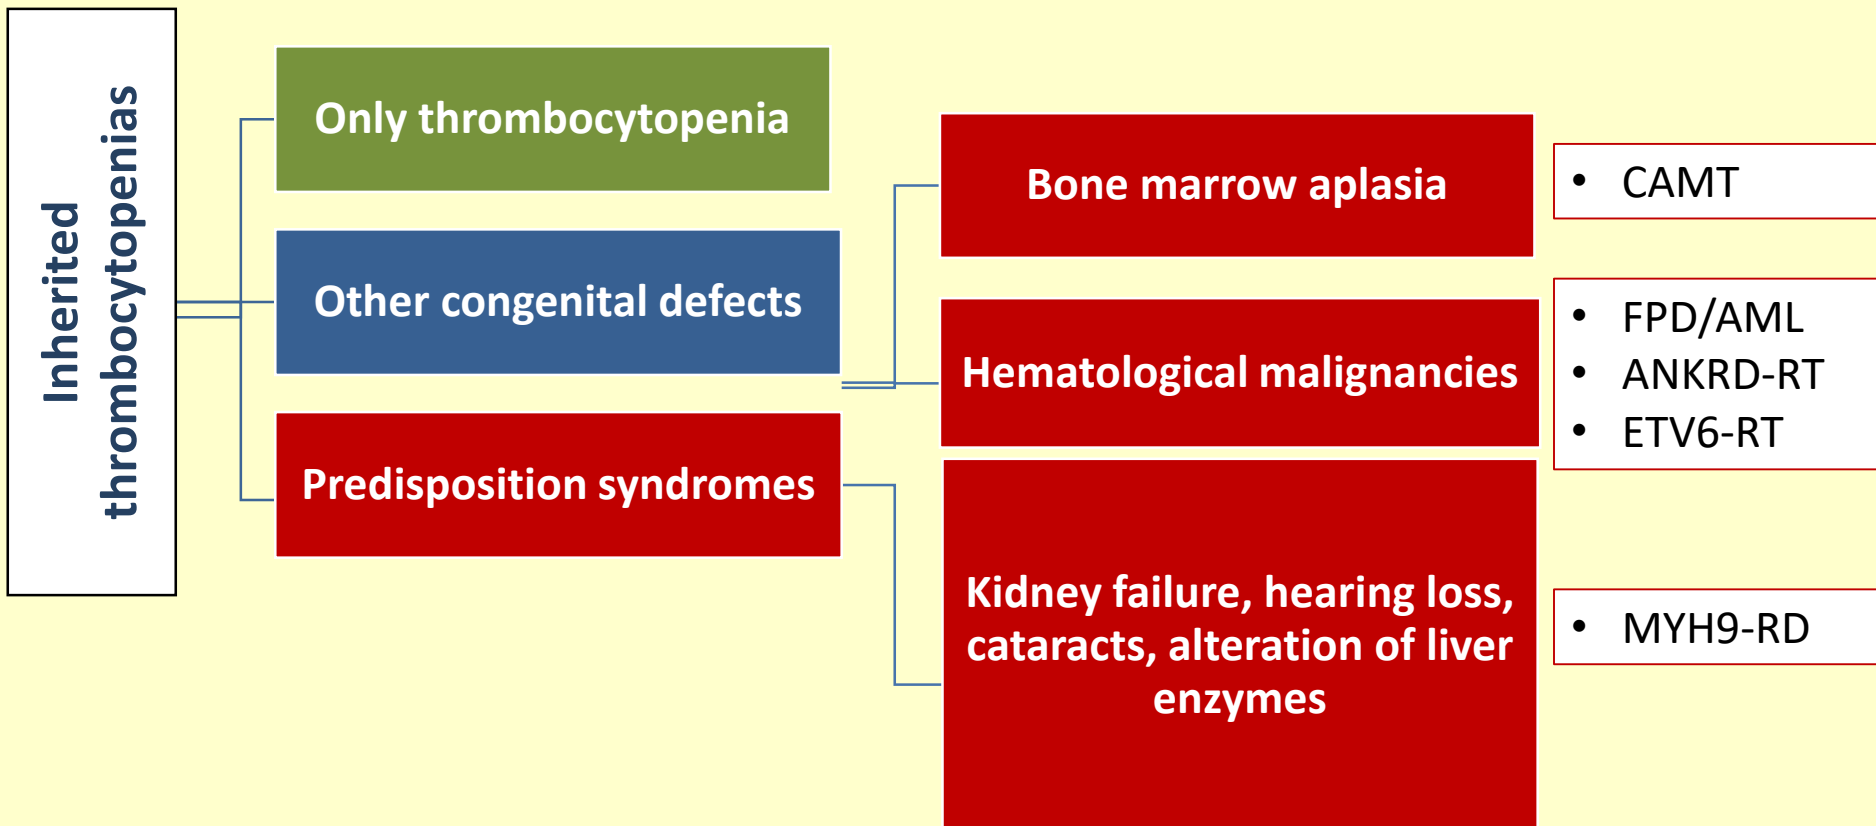 Inherited
thrombocytopenias
Only thrombocytopenia
Other congenital defects
Predisposition syndromes
Bone marrow aplasia
• CAMT
Hematological malignancies
• FPD/AML
• ANKRD-RT
• ETV6-RT
Kidney failure, hearing loss,
cataracts, alteration of liver
enzymes
• MYH9-RD